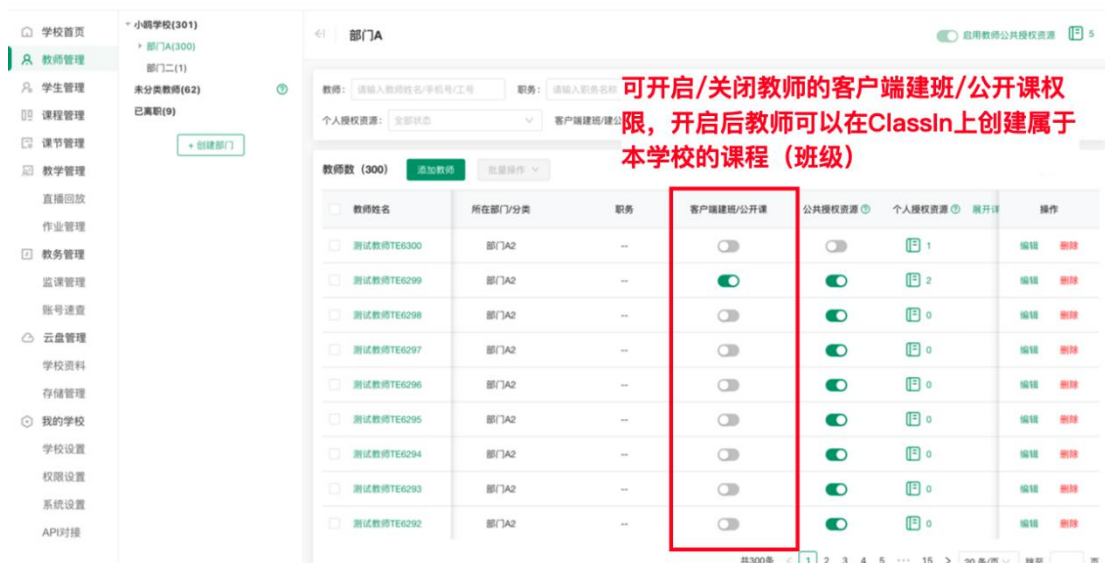 学校首页
教师管理
学生管理
课程管理
课节管理
教学管理
直播回放
作业管理
教务管理
监课管理
账号速查
云盘管理
学校资料
存储管理
我的学校
学校设置
权限设置
系统设置
API对接
小鸥学校(301)
部门A(300)
部门二(1)
未分类教师(62)
已离职(9)
+ 创建部门
部门A
启用教师公共授权资源 5
教师: 请输入教师姓名/手机号/工号 职务: 请输入职务名称
个人授权资源: 全部状态 客户端建班/建公
可开启/关闭教师的客户端建班/公开课权
限，开启后教师可以在ClassIn上创建属于
本学校的课程（班级）
教师数（300） 添加教师 批量操作
教师姓名 所在部门/分类 职务 客户端建班/公开课 公共授权资源 个人授权资源 展开详 操作
测试教师TE6300 部门A2 -- 1 编辑 删除
测试教师TE6299 部门A2 -- 2 编辑 删除
测试教师TE6298 部门A2 -- 0 编辑 删除
测试教师TE6297 部门A2 -- 0 编辑 删除
测试教师TE6296 部门A2 -- 0 编辑 删除
测试教师TE6295 部门A2 -- 0 编辑 删除
测试教师TE6294 部门A2 -- 0 编辑 删除
测试教师TE6293 部门A2 -- 0 编辑 删除
测试教师TE6292 部门A2 -- 0 编辑 删除
共300条 < 1 2 3 4 5 ··· 15 > 20 条/页 跳至 页